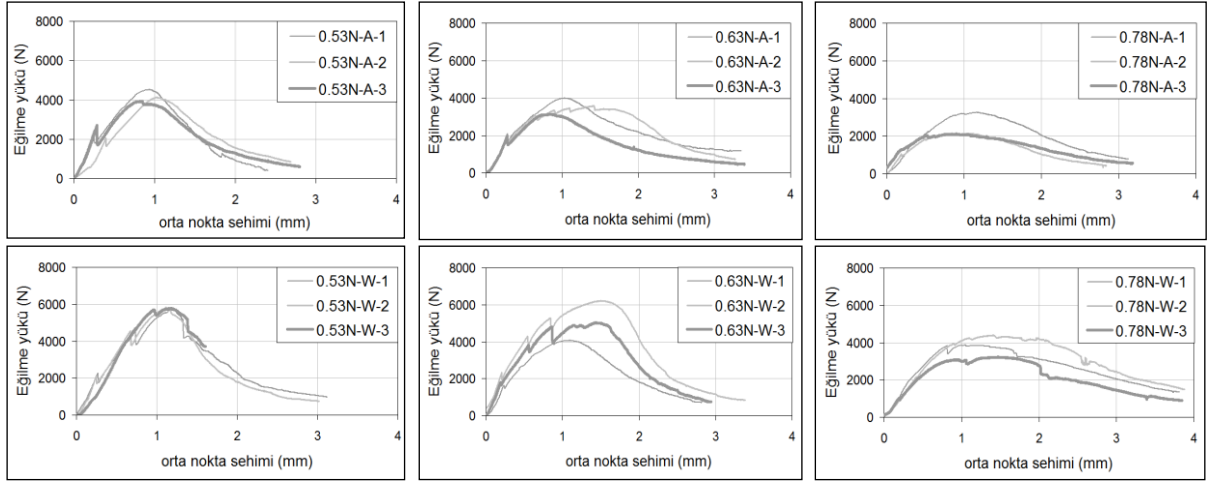 Eğilme yükü (N)
8000
6000
4000
2000
0
0 1 2 3 4
orta nokta sehimi (mm)
0.53N-A-1
0.53N-A-2
0.53N-A-3
Eğilme yükü (N)
8000
6000
4000
2000
0
0 1 2 3 4
orta nokta sehimi (mm)
0.63N-A-1
0.63N-A-2
0.63N-A-3
Eğilme yükü (N)
8000
6000
4000
2000
0
0 1 2 3 4
orta nokta sehimi (mm)
0.78N-A-1
0.78N-A-2
0.78N-A-3
Eğilme yükü (N)
8000
6000
4000
2000
0
0 1 2 3 4
orta nokta sehimi (mm)
0.53N-W-1
0.53N-W-2
0.53N-W-3
Eğilme yükü (N)
8000
6000
4000
2000
0
0 1 2 3 4
orta nokta sehimi (mm)
0.63N-W-1
0.63N-W-2
0.63N-W-3
Eğilme yükü (N)
8000
6000
4000
2000
0
0 1 2 3 4
orta nokta sehimi (mm)
0.78N-W-1
0.78N-W-2
0.78N-W-3